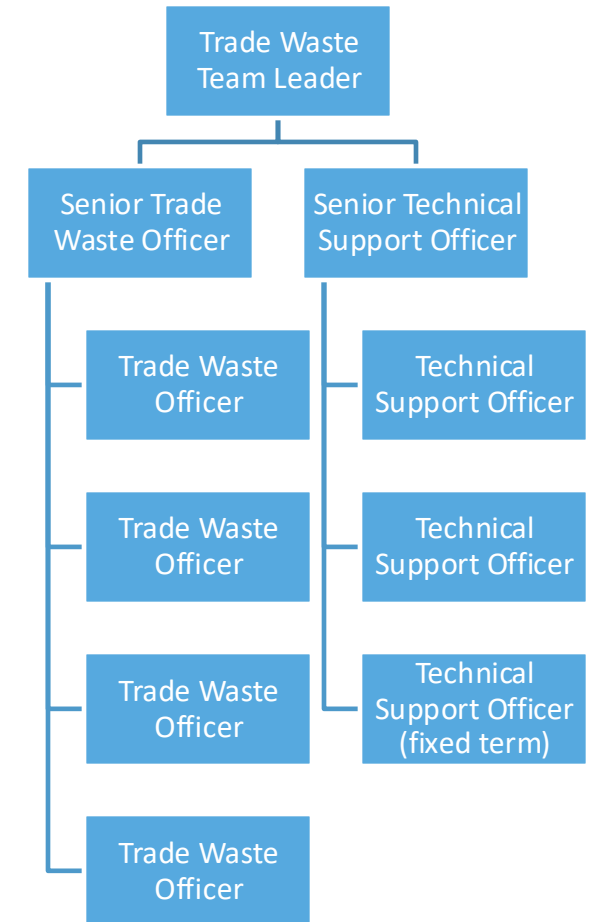 Trade Waste
Team Leader
Senior Trade
Waste Officer
Senior Technical
Support Officer
Trade Waste
Officer
Technical
Support Officer
Trade Waste
Officer
Technical
Support Officer
Trade Waste
Officer
Technical
Support Officer
(fixed term)
Trade Waste
Officer